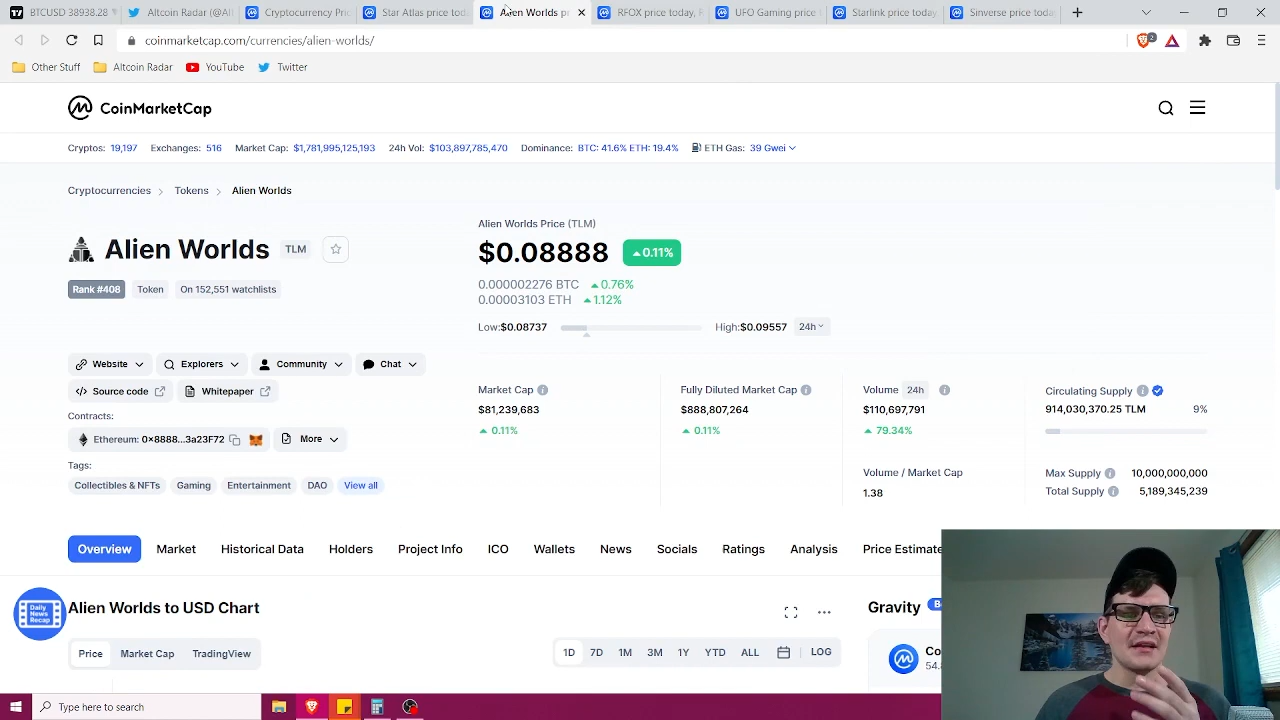 BTCUSD 38938.28
Twitter
Altcoin Radar (@Alt
Cryptocurrency Pric
Star Atlas price tod
Alien Worlds pr
RFOX price today, R
UFO Gaming price t
Starlink price today
Sinverse price today
coinmarketcap.com/currencies/alien-worlds/
2
Other Stuff
Altcoin Radar
YouTube
Twitter
CoinMarketCap
Cryptos: 19,197 Exchanges: 516 Market Cap: $1,781,995,125,193 24h Vol: $103,897,785,470 Dominance: BTC: 41.6% ETH: 19.4% ETH Gas: 39 Gwei
Cryptocurrencies > Tokens > Alien Worlds
Alien Worlds TLM
Rank #408 Token On 152,551 watchlists
Alien Worlds Price (TLM)
$0.08888 0.11%
0.000002276 BTC 0.76%
0.00003103 ETH 1.12%
Low:$0.08737 High:$0.09557 24h
Website Explorers Community Chat
Source code Whitepaper
Contracts:
Ethereum: 0x8888...3a23F72 More
Tags:
Collectibles & NFTs Gaming Entertainment DAO View all
Market Cap
$81,239,683
0.11%
Fully Diluted Market Cap
$888,807,264
0.11%
Volume 24h
$110,697,791
79.34%
Volume / Market Cap
1.38
Circulating Supply
914,030,370.25 TLM 9%
Max Supply 10,000,000,000
Total Supply 5,189,345,239
Overview Market Historical Data Holders Project Info ICO Wallets News Socials Ratings Analysis Price Estimate
Daily
News
Recap
Alien Worlds to USD Chart
Price Market Cap TradingView
1D 7D 1M 3M 1Y YTD ALL LOG
Gravity
Co
54.
Type here to search